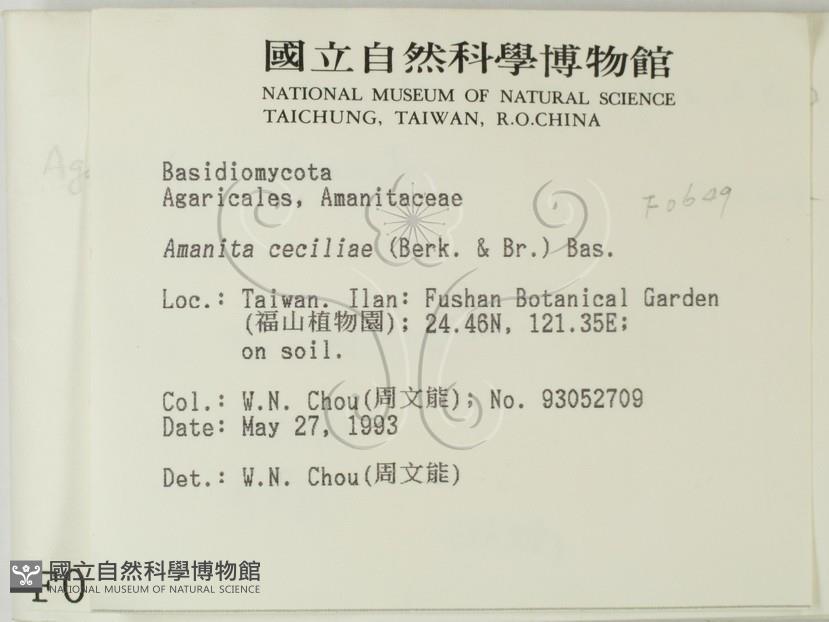 國立自然科學博物館
NATIONAL MUSEUM OF NATURAL SCIENCE
TAICHUNG, TAIWAN, R.O.CHINA
Basidiomycota
Agaricales, Amanitaceae
F0649
Amanita ceciliae (Berk. & Br.) Bas.
Loc.: Taiwan. Ilan: Fushan Botanical Garden
(福山植物園); 24.46N, 121.35E;
on soil.
Col.: W.N. Chou(周文能); No. 93052709
Date: May 27, 1993
Det.: W.N. Chou(周文能)
國立自然科學博物館
NATIONAL MUSEUM OF NATURAL SCIENCE
F0